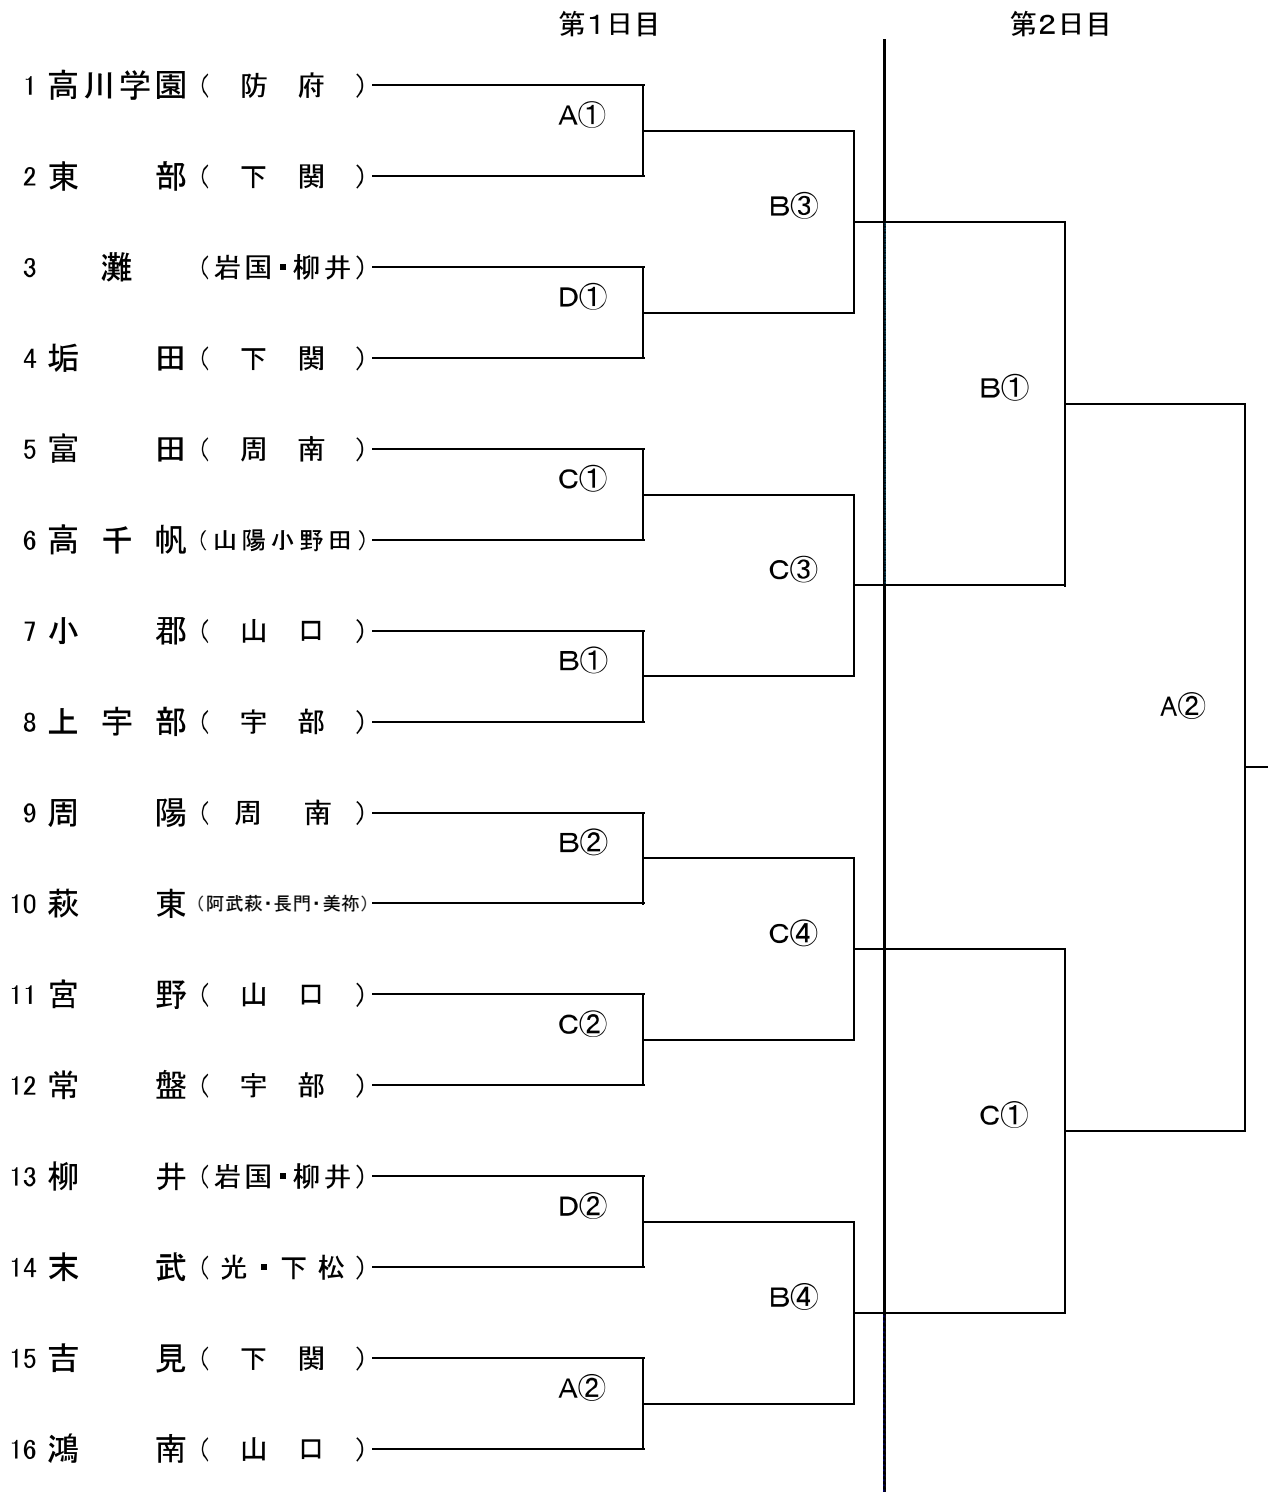 第1日目 第2日目
1 高川学園 ( 防 府 )
A①
2 東 部 ( 下 関 )
B③
3 灘 (岩国・柳井)
D①
4 垢 田 ( 下 関 )
B①
5 富 田 ( 周 南 )
C①
6 高 千 帆 (山陽小野田)
C③
7 小 郡 ( 山 口 )
B①
A②
8 上 宇 部 ( 宇 部 )
9 周 陽 ( 周 南 )
B②
10 萩 東 (阿武萩・長門・美祢)
C④
11 宮 野 ( 山 口 )
C②
12 常 盤 ( 宇 部 )
C①
13 柳 井 (岩国・柳井)
D②
14 末 武 ( 光・下松 )
B④
15 吉 見 ( 下 関 )
A②
16 鴻 南 ( 山 口 )